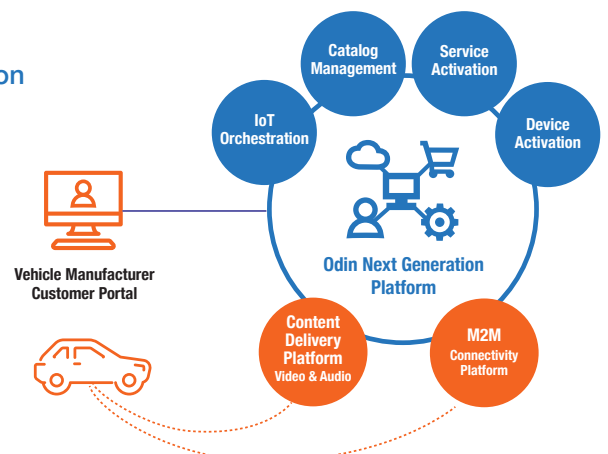 on
Catalog
Management
Service
Activation
IoT
Orchestration
Device
Activation
Vehicle Manufacturer
Customer Portal
Odin Next Generation
Platform
Content
Delivery
Platform
Video & Audio
M2M
Connectivity
Platform